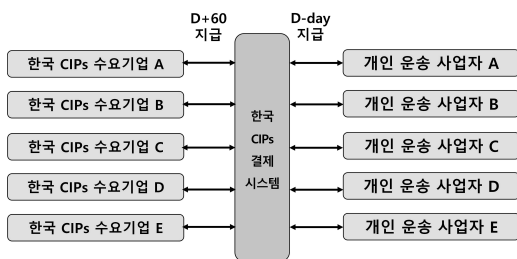 D+60
지급
D-day
지급
한국 CIPs 수요기업 A
한국 CIPs 수요기업 B
한국 CIPs 수요기업 C
한국 CIPs 수요기업 D
한국 CIPs 수요기업 E
한국
CIPs
결제
시스템
개인 운송 사업자 A
개인 운송 사업자 B
개인 운송 사업자 C
개인 운송 사업자 D
개인 운송 사업자 E